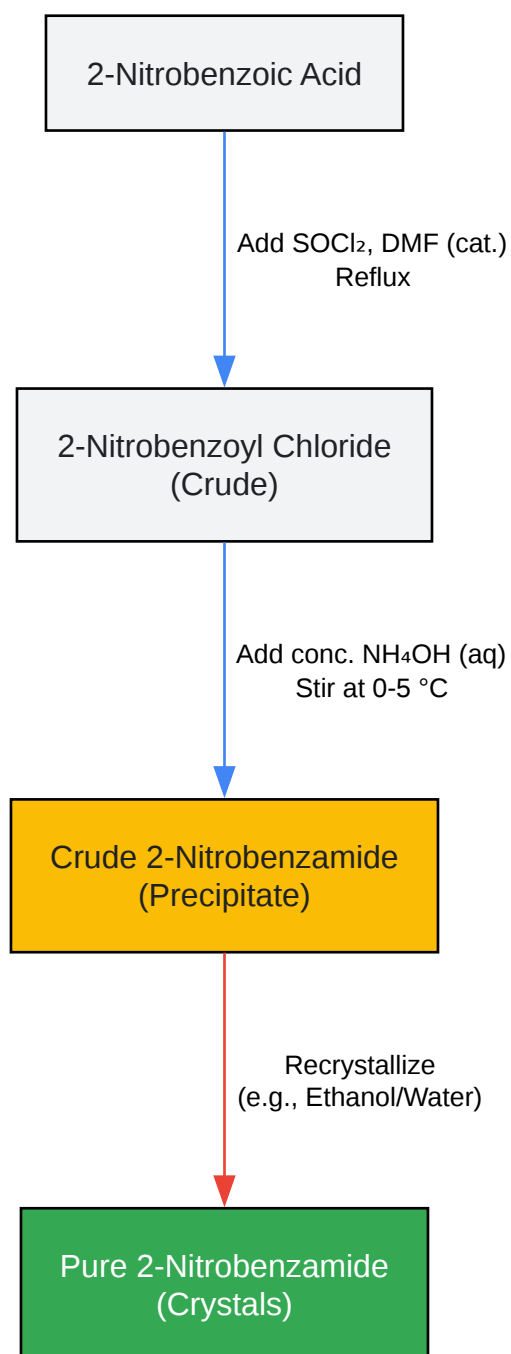 2-Nitrobenzoic Acid
Add SOCl₂, DMF (cat.)
Reflux
2-Nitrobenzoyl Chloride
(Crude)
Add conc. NH₄OH (aq)
Stir at 0-5 °C
Crude 2-Nitrobenzamide
(Precipitate)
Recrystallize
(e.g., Ethanol/Water)
Pure 2-Nitrobenzamide
(Crystals)